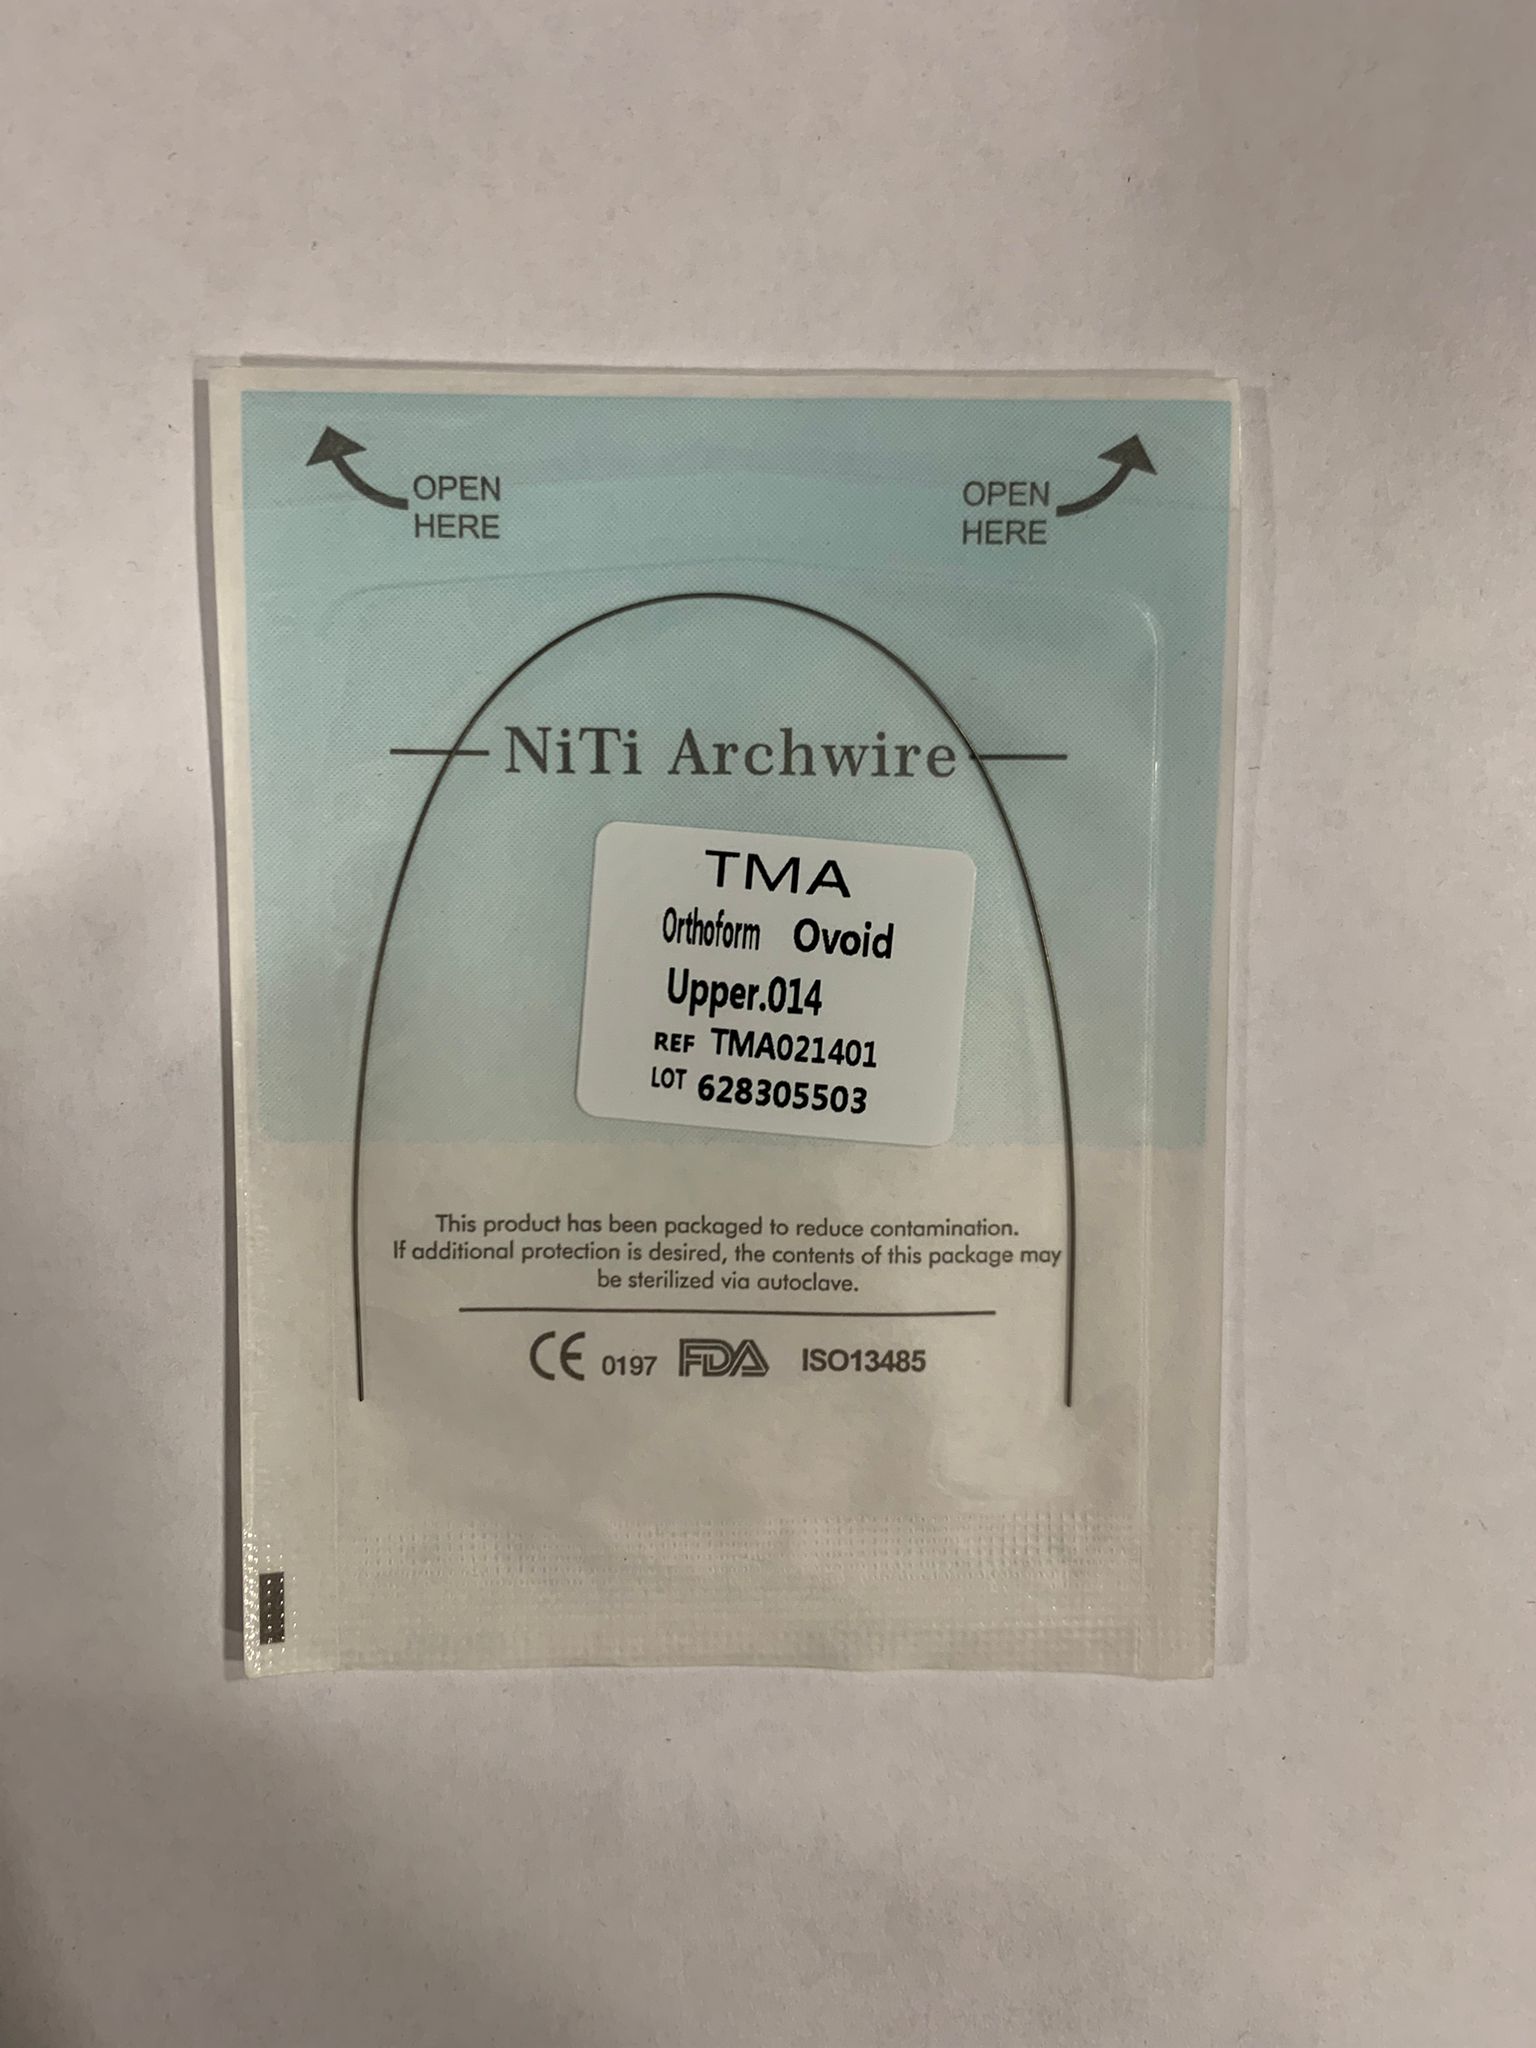 OPEN
HERE
OPEN
HERE
NiTi Archwire
TMA
Orthoform Ovoid
Upper.014
REF TMA021401
LOT 628305503
This product has been packaged to reduce contamination.
If additional protection is desired, the contents of this package may
be sterilized via autoclave.
CE 0197 FDA ISO13485